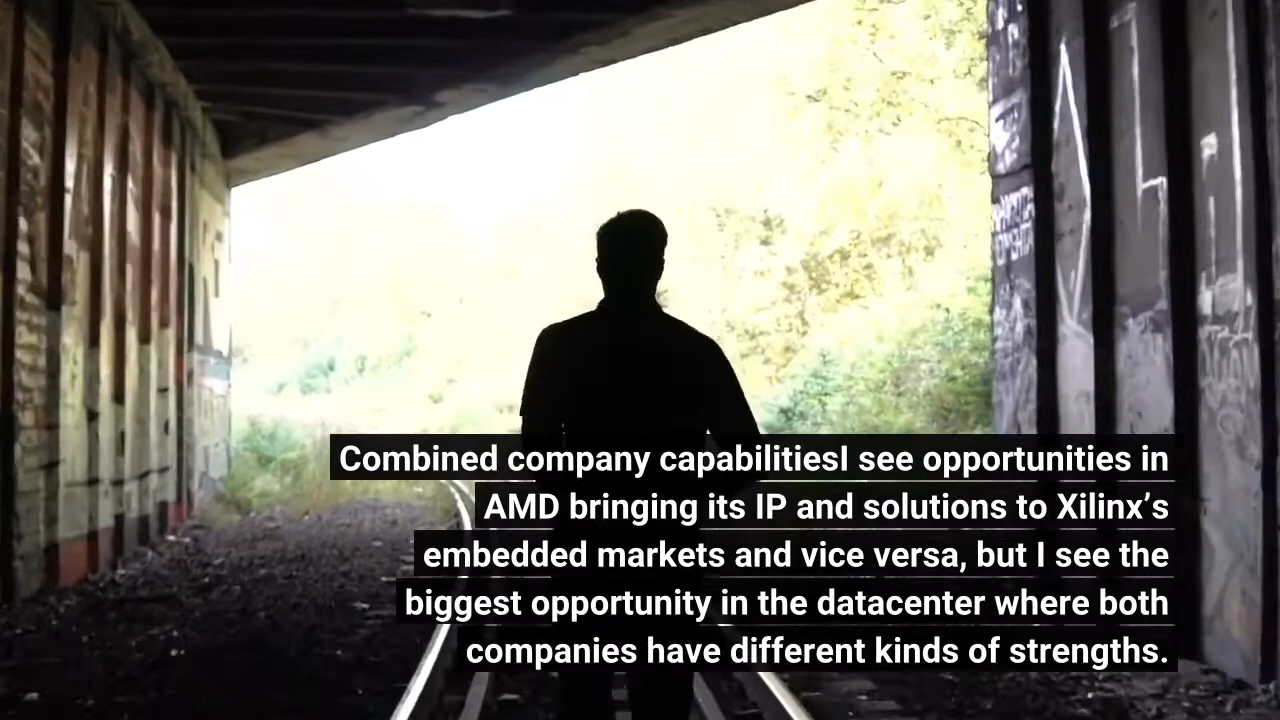 Combined company capabilitiesI see opportunities in
AMD bringing its IP and solutions to Xilinx’s
embedded markets and vice versa, but I see the
biggest opportunity in the datacenter where both
companies have different kinds of strengths.